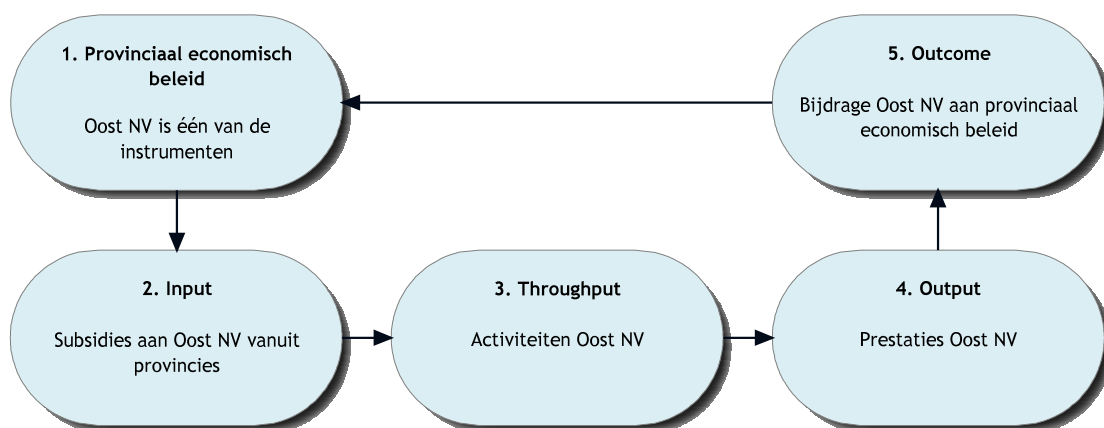 1. Provinciaal economisch
beleid
Oost NV is één van de
instrumenten
2. Input
Subsidies aan Oost NV vanuit
provincies
3. Throughput
Activiteiten Oost NV
4. Output
Prestaties Oost NV
5. Outcome
Bijdrage Oost NV aan provinciaal
economisch beleid